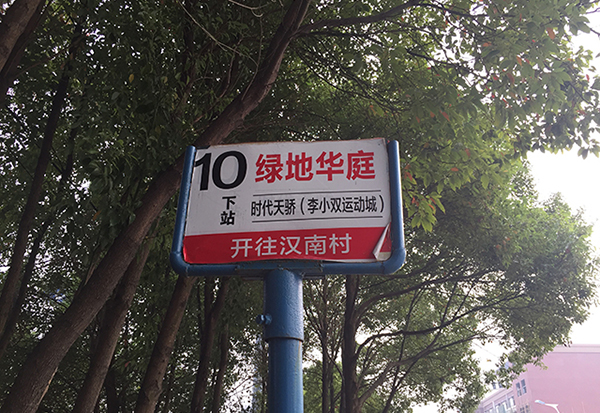 10 绿地华庭
下站 时代天骄（李小双运动城）
开往汉南村